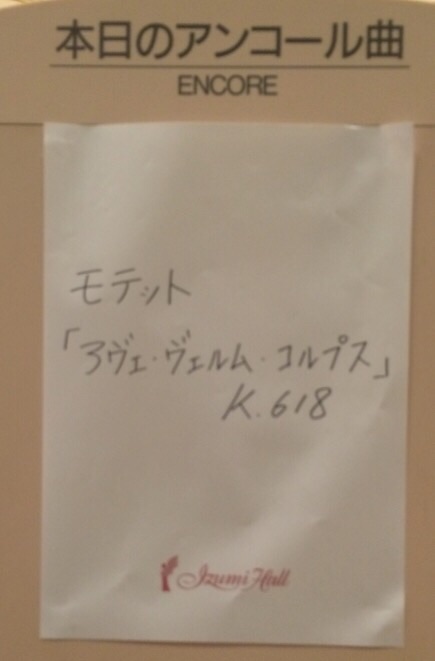 本日のアンコール曲
ENCORE
モテット
「アヴェ・ヴェルム・コルプス」
K.618
Izumi Hall